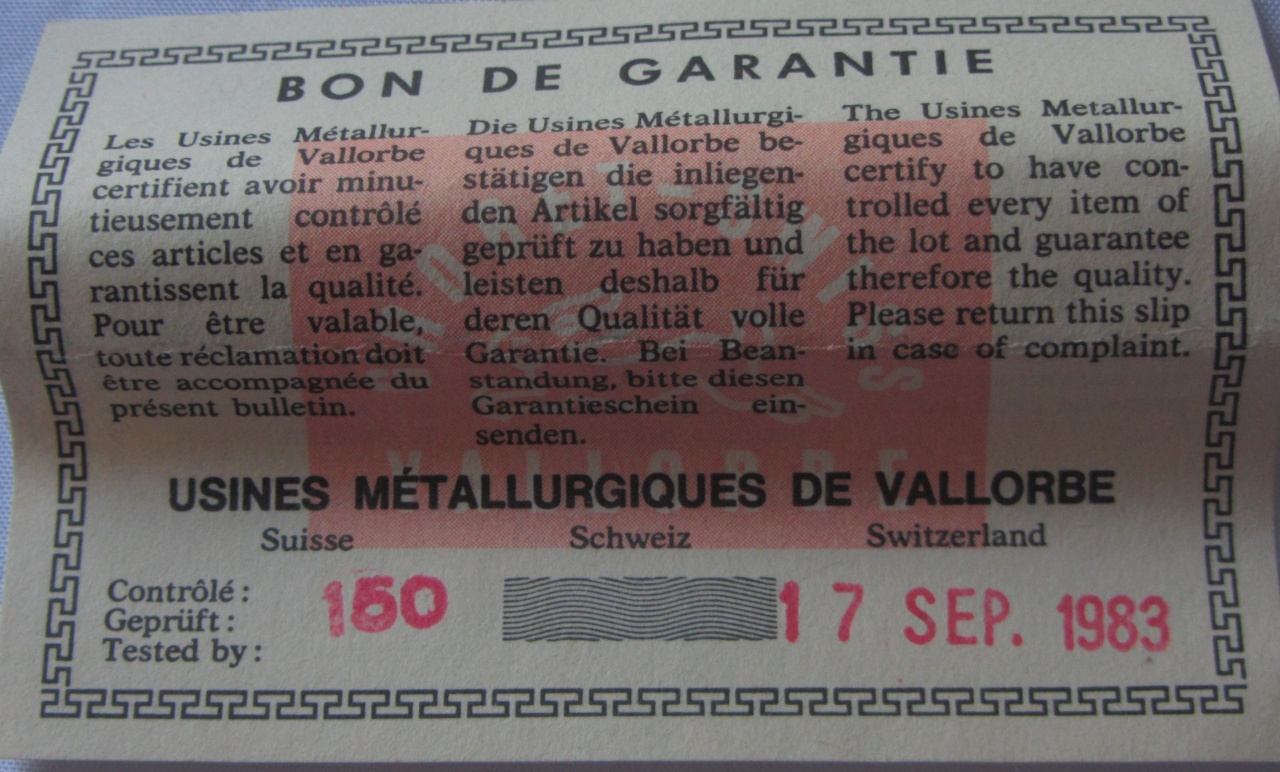 BON DE GARANTIE
Les Usines Métallur-
giques de Vallorbe
certifient avoir minu-
tieusement contrôlé
ces articles et en ga-
rantissent la qualité.
Pour être valable,
toute réclamation doit
être accompagnée du
présent bulletin.
Die Usines Métallurgi-
ques de Vallorbe be-
stätigen die inliegen-
den Artikel sorgfältig
geprüft zu haben und
leisten deshalb für
deren Qualität volle
Garantie. Bei Bean-
standung, bitte diesen
Garantieschein ein-
senden.
The Usines Metallur-
giques de Vallorbe
certify to have con-
trolled every item of
the lot and guarantee
therefore the quality.
Please return this slip
in case of complaint.
VALLORBE
USINES MÉTALLURGIQUES DE VALLORBE
Suisse Schweiz Switzerland
Contrôlé :
Geprüft :
Tested by :
150
17 SEP. 1983